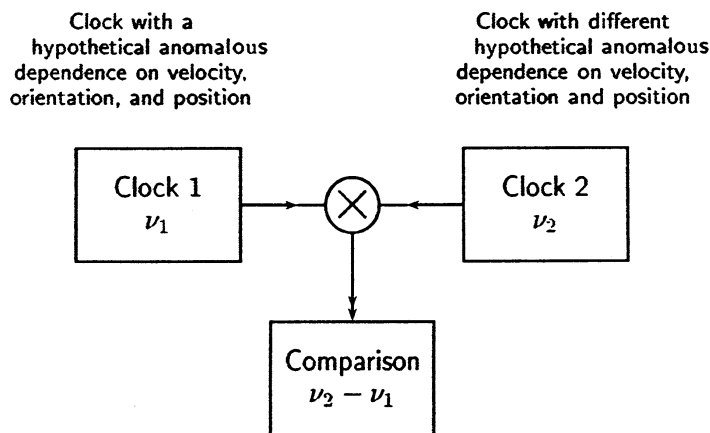 Clock with a
hypothetical anomalous
dependence on velocity,
orientation, and position
Clock with different
hypothetical anomalous
dependence on velocity,
orientation and position
Clock 1
ν₁
Clock 2
ν₂
Comparison
ν₂ − ν₁